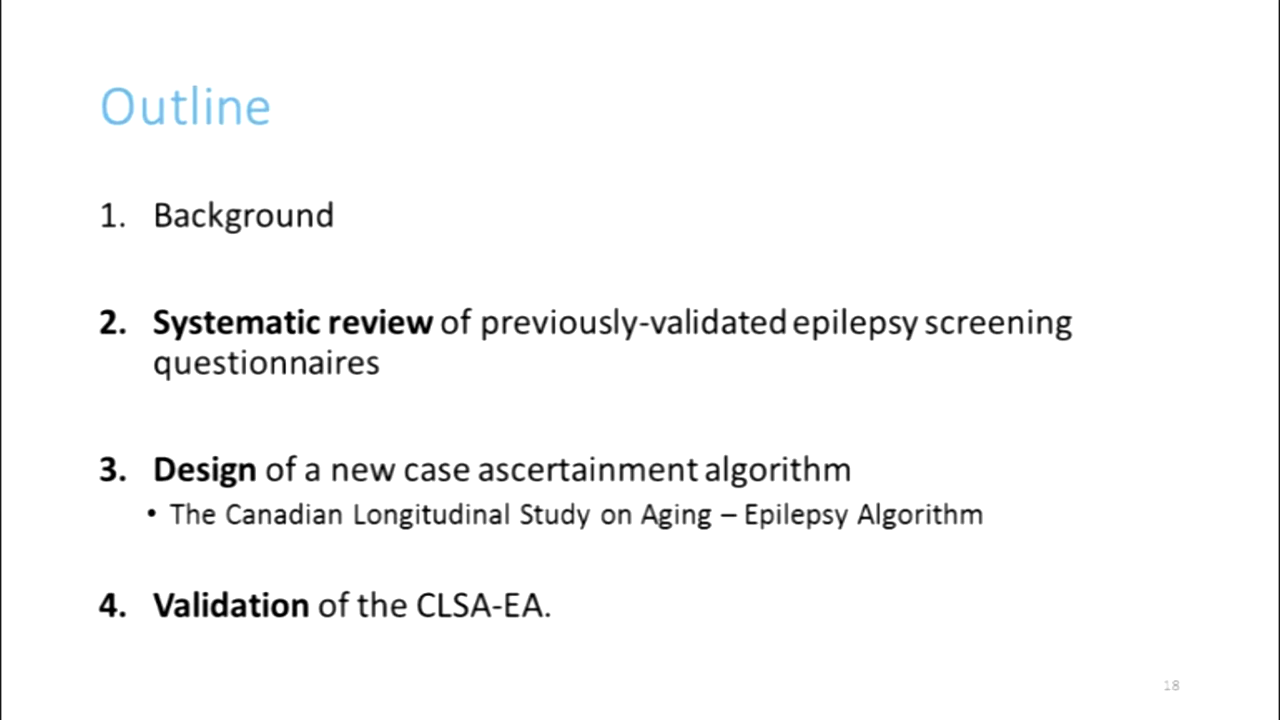 Outline
1. Background
2. Systematic review of previously-validated epilepsy screening
questionnaires
3. Design of a new case ascertainment algorithm
• The Canadian Longitudinal Study on Aging – Epilepsy Algorithm
4. Validation of the CLSA-EA.
18